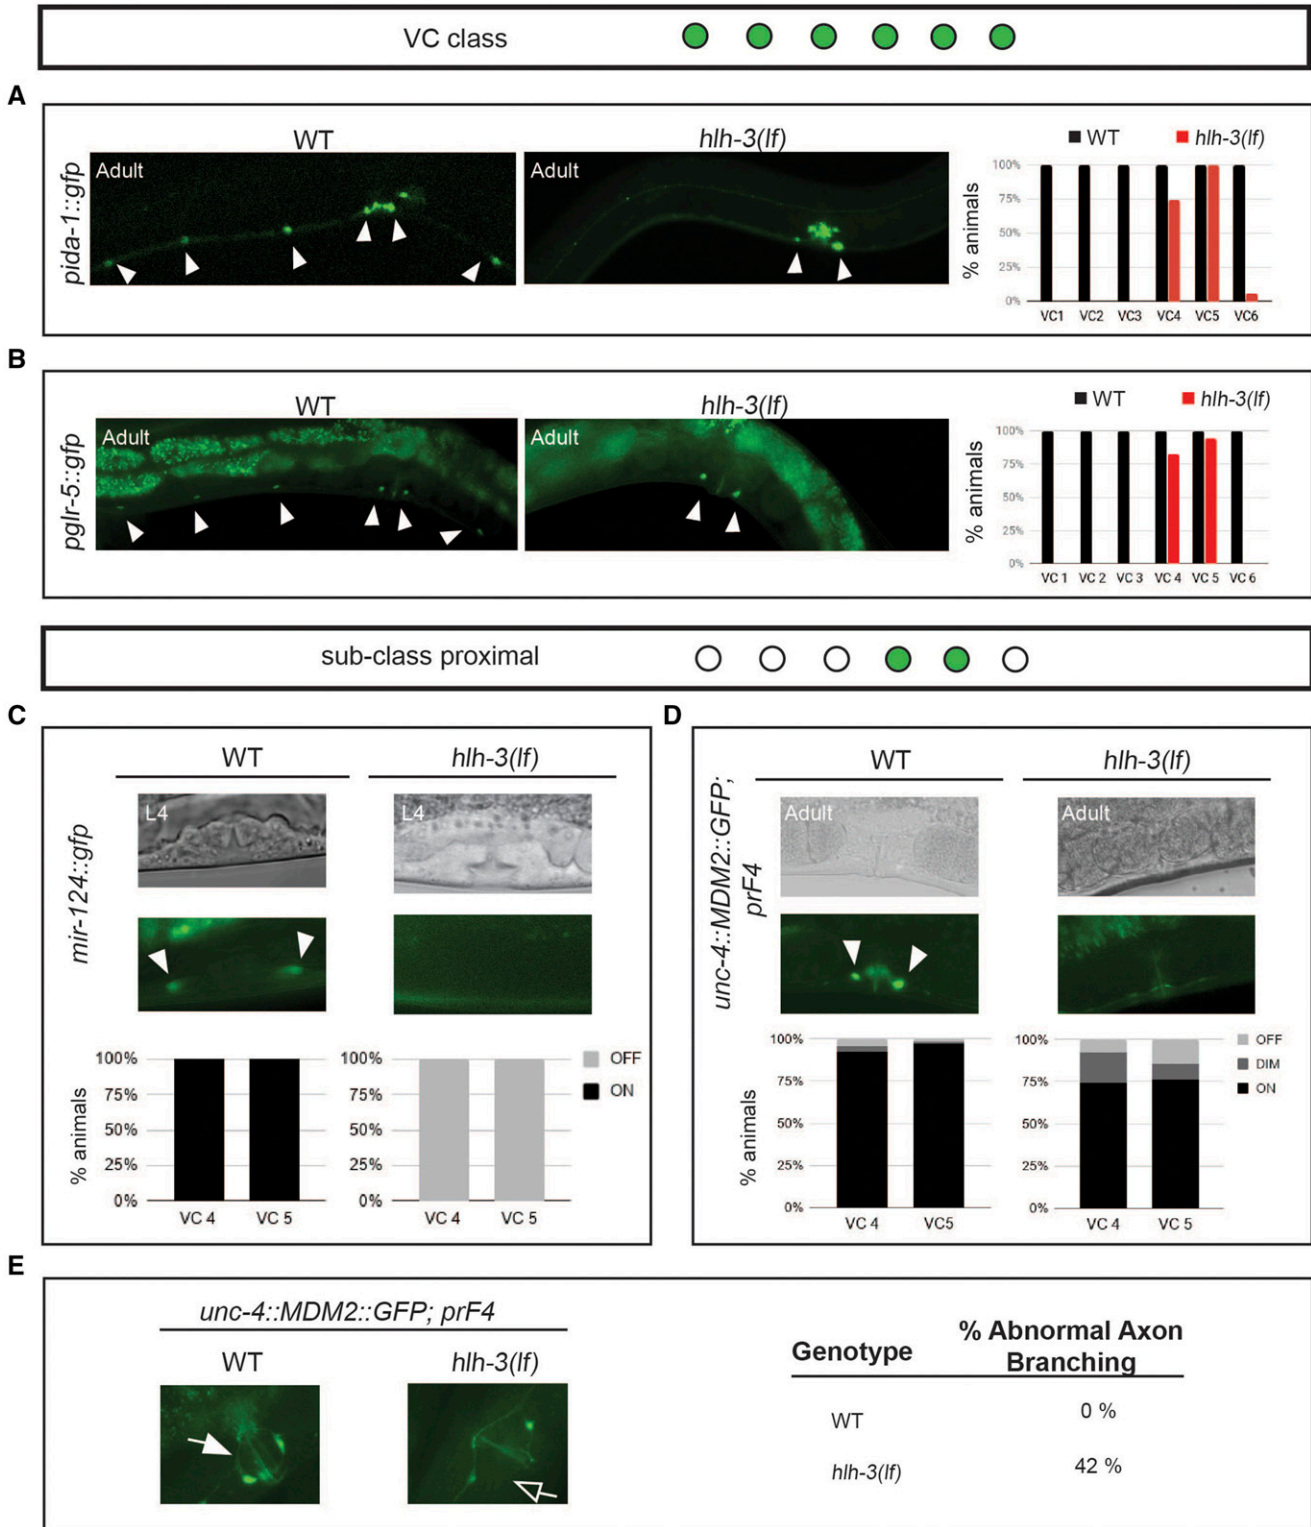 VC class
A
pida-1::gfp
WT
hlh-3(lf)
Adult
Adult
WT
hlh-3(lf)
% animals
100%
75%
50%
25%
0%
VC1 VC2 VC3 VC4 VC5 VC6
B
pglr-5::gfp
WT
hlh-3(lf)
Adult
Adult
WT
hlh-3(lf)
% animals
100%
75%
50%
25%
0%
VC 1 VC 2 VC 3 VC 4 VC 5 VC 6
sub-class proximal
C
mir-124::gfp
WT
hlh-3(lf)
L4
L4
% animals
100%
75%
50%
25%
0%
VC 4 VC 5
100%
75%
50%
25%
0%
VC 4 VC 5
OFF
ON
D
unc-4::MDM2::GFP;
prF4
WT
hlh-3(lf)
Adult
Adult
% animals
100%
75%
50%
25%
0%
VC 4 VC5
100%
75%
50%
25%
0%
VC 4 VC 5
OFF
DIM
ON
E
unc-4::MDM2::GFP; prF4
WT
hlh-3(lf)
Genotype
% Abnormal Axon
Branching
WT
0 %
hlh-3(lf)
42 %